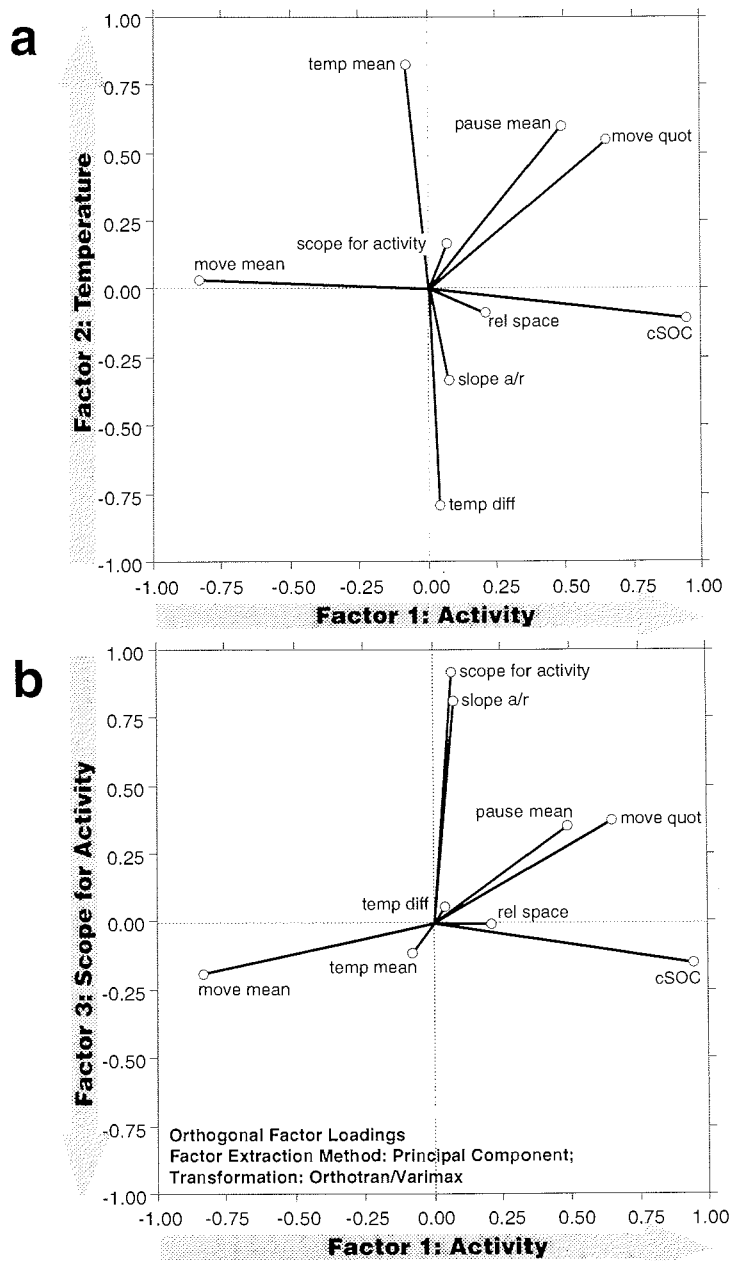 a
1.00
temp mean
0.75
pause mean
move quot
0.50
0.25
scope for activity
move mean
0.00
rel space
cSOC
-0.25
slope a/r
-0.50
-0.75
temp diff
-1.00
Factor 2: Temperature
-1.00 -0.75 -0.50 -0.25 0.00 0.25 0.50 0.75 1.00
Factor 1: Activity
b
1.00
scope for activity
slope a/r
0.75
0.50
pause mean
move quot
0.25
temp diff
rel space
0.00
temp mean
move mean
cSOC
-0.25
-0.50
-0.75
Orthogonal Factor Loadings
Factor Extraction Method: Principal Component;
Transformation: Orthotran/Varimax
-1.00
Factor 3: Scope for Activity
-1.00 -0.75 -0.50 -0.25 0.00 0.25 0.50 0.75 1.00
Factor 1: Activity